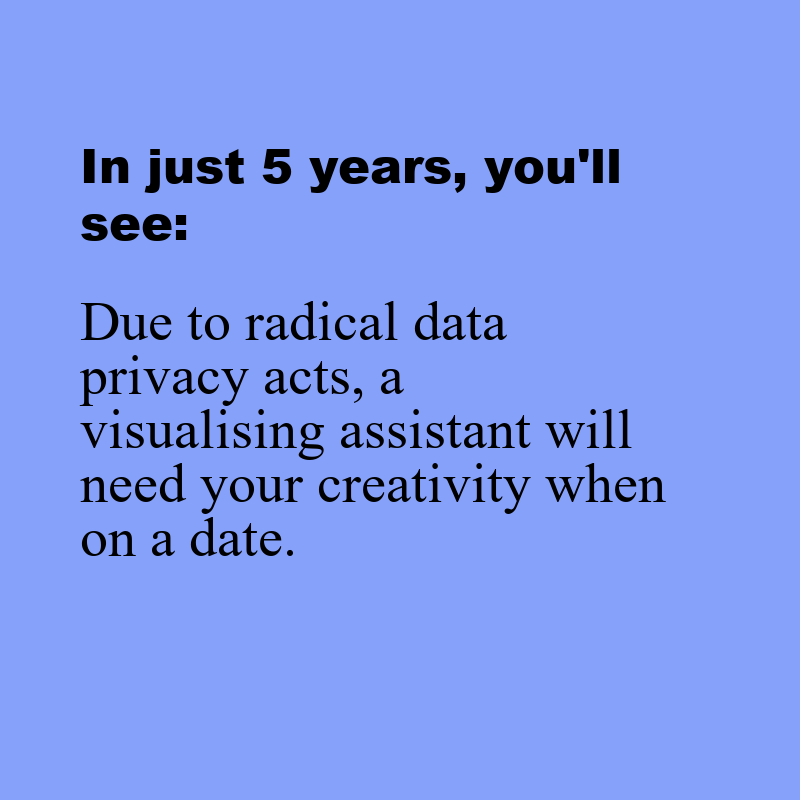 In just 5 years, you'll
see:
Due to radical data
privacy acts, a
visualising assistant will
need your creativity when
on a date.